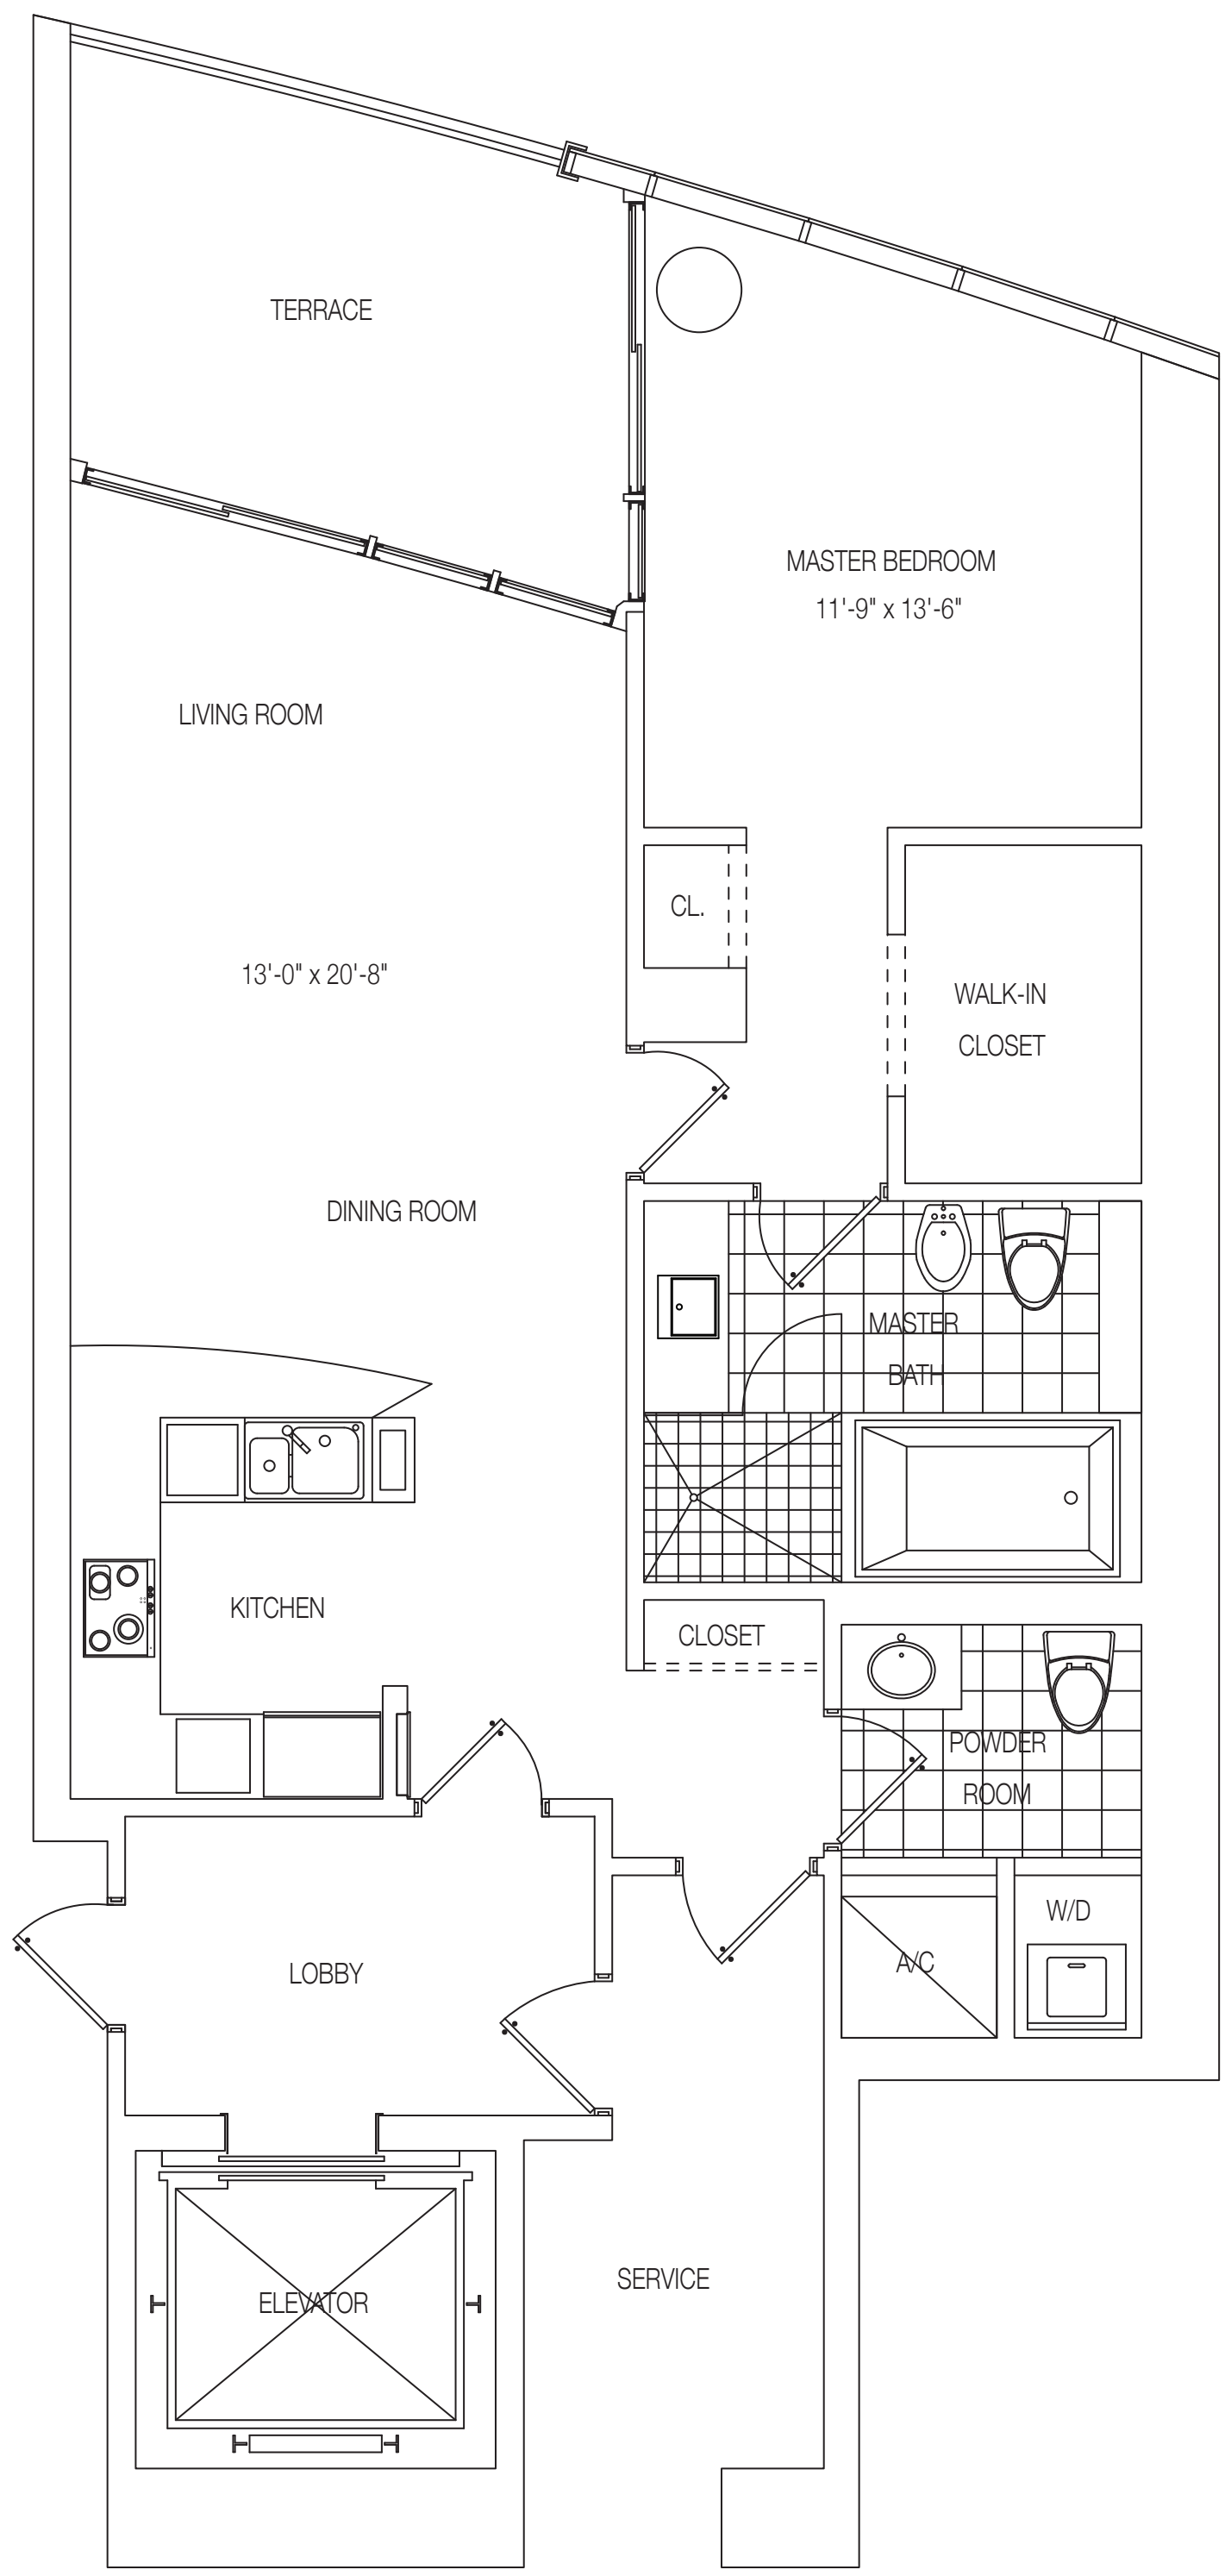 TERRACE
MASTER BEDROOM
11'-9" x 13'-6"
LIVING ROOM
CL.
13'-0" x 20'-8"
WALK-IN
CLOSET
DINING ROOM
MASTER
BATH
KITCHEN
CLOSET
POWDER
ROOM
W/D
A/C
LOBBY
SERVICE
ELEVATOR